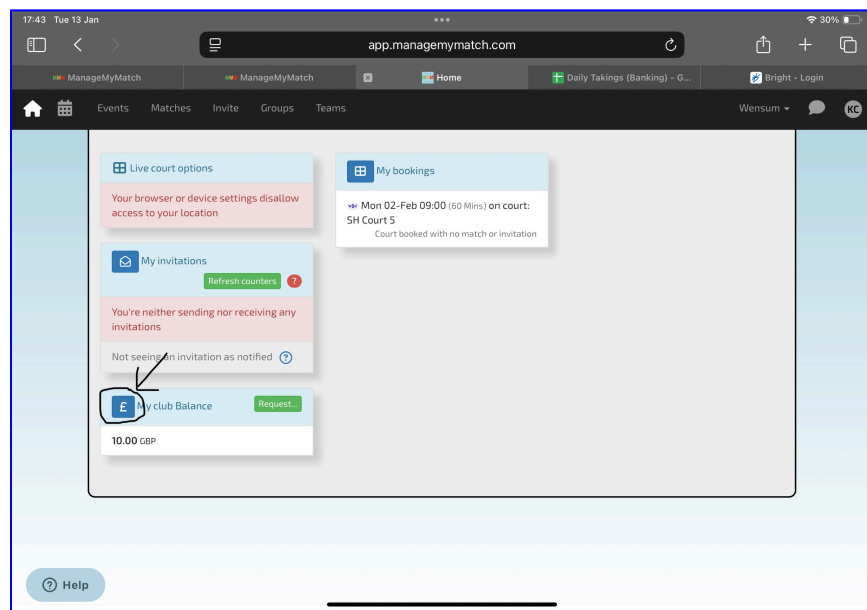 17:43 Tue 13 Jan
30%
app.managemymatch.com
ManageMyMatch
ManageMyMatch
Home
Daily Takings (Banking) - G...
Bright - Login
Events Matches Invite Groups Teams
Wensum
KC
Live court options
Your browser or device settings disallow
access to your location
My invitations
Refresh counters ?
You're neither sending nor receiving any
invitations
Not seeing an invitation as notified ?
£ My club Balance
Request...
10.00 GBP
My bookings
Mon 02-Feb 09:00 (60 Mins) on court:
SH Court 5
Court booked with no match or invitation
? Help